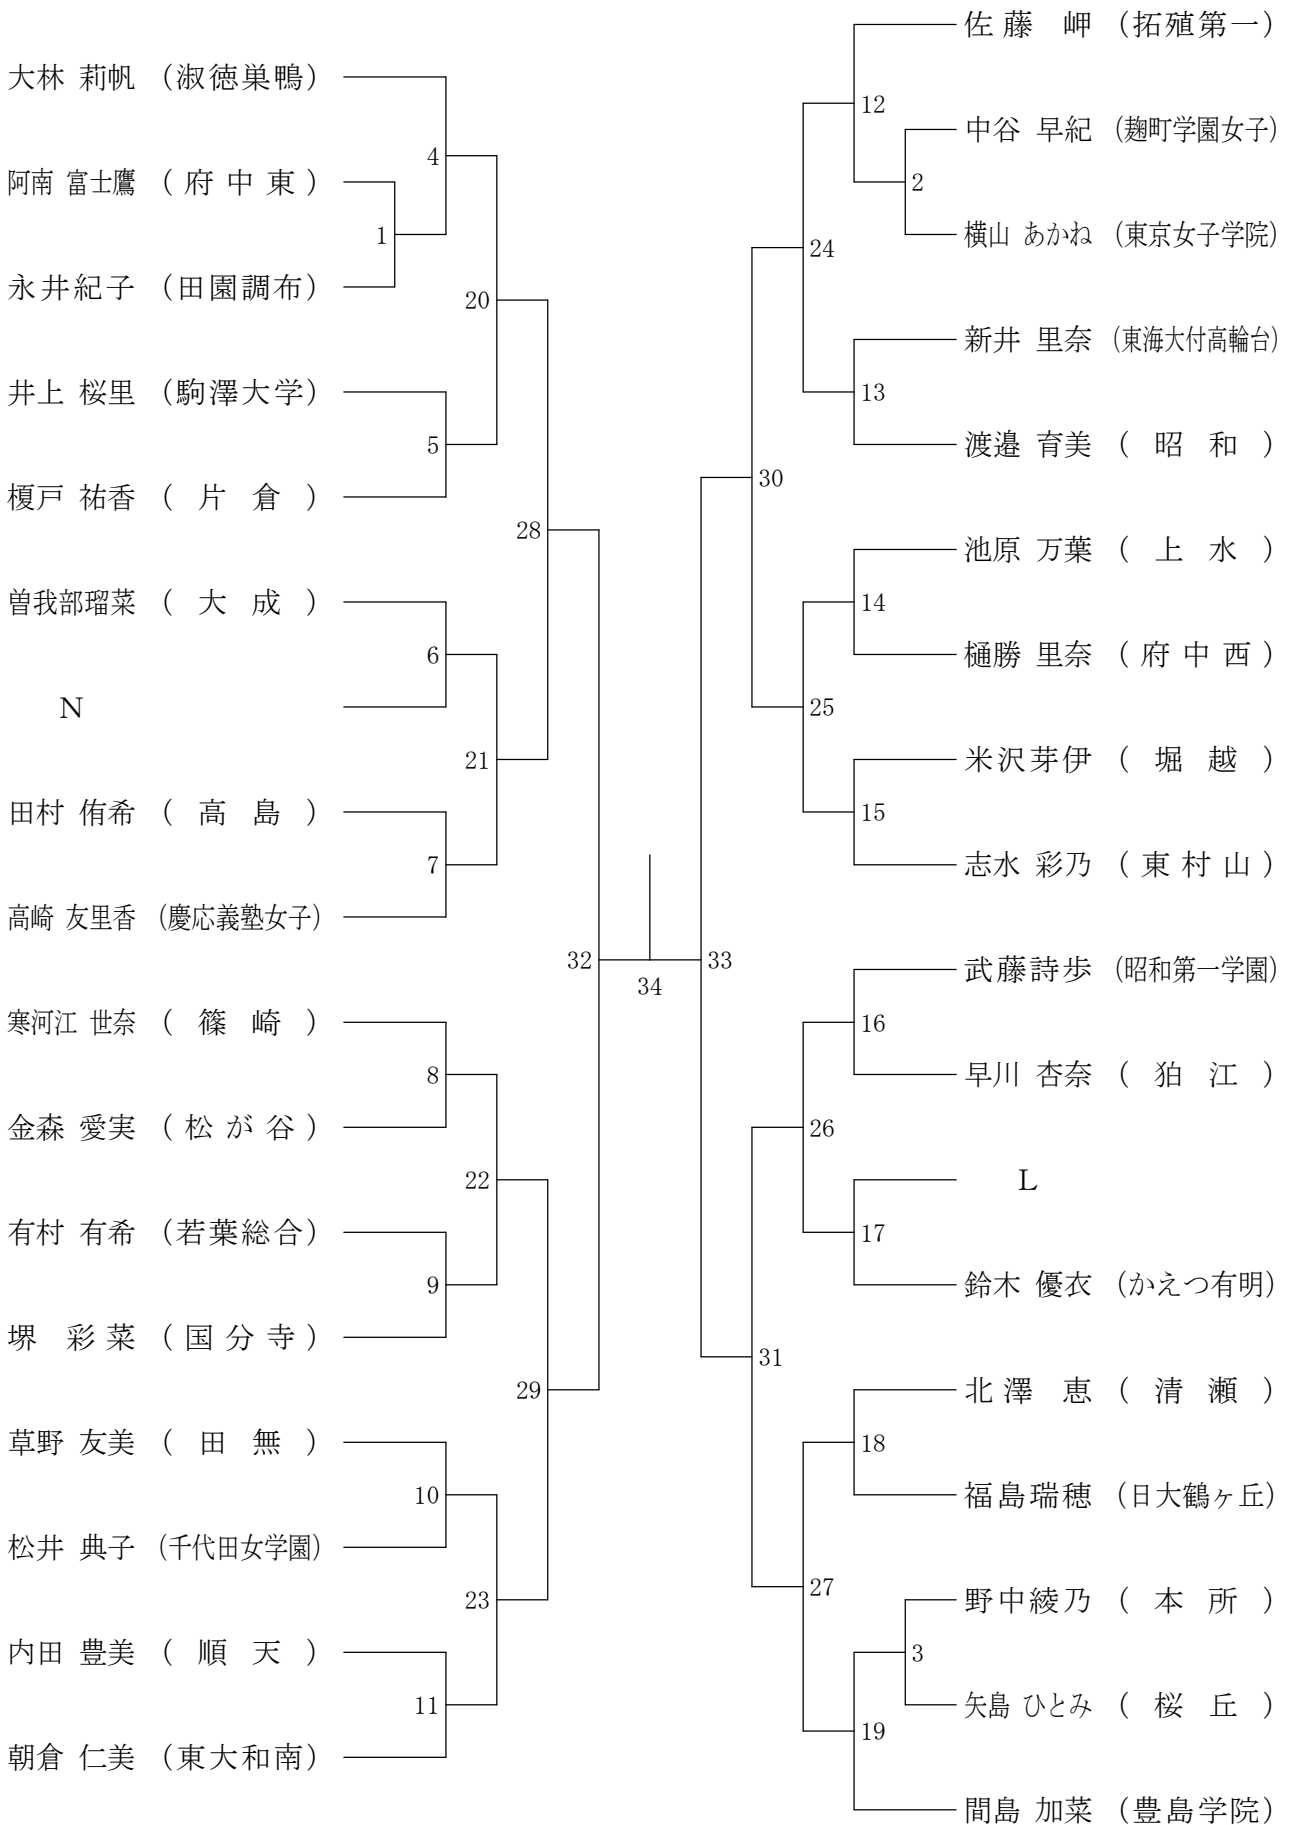 大林 莉帆 (淑徳巣鴨)
阿南 富士鷹 (府中東)
永井紀子 (田園調布)
井上 桜里 (駒澤大学)
榎戸 祐香 (片倉)
曽我部瑠菜 (大成)
N
田村 侑希 (高島)
高崎 友里香 (慶応義塾女子)
寒河江 世奈 (篠崎)
金森 愛実 (松が谷)
有村 有希 (若葉総合)
堺 彩菜 (国分寺)
草野 友美 (田無)
松井 典子 (千代田女学園)
内田 豊美 (順天)
朝倉 仁美 (東大和南)
1
4
5
6
7
8
9
10
11
20
21
22
23
28
29
32
34
33
30
31
24
25
26
27
12
13
14
15
16
17
18
19
2
3
佐藤 岬 (拓殖第一)
中谷 早紀 (麹町学園女子)
横山 あかね (東京女子学院)
新井 里奈 (東海大付高輪台)
渡邉 育美 (昭和)
池原 万葉 (上水)
樋勝 里奈 (府中西)
米沢芽伊 (堀越)
志水 彩乃 (東村山)
武藤詩歩 (昭和第一学園)
早川 杏奈 (狛江)
L
鈴木 優衣 (かえつ有明)
北澤 恵 (清瀬)
福島瑞穂 (日大鶴ヶ丘)
野中綾乃 (本所)
矢島 ひとみ (桜丘)
間島 加菜 (豊島学院)